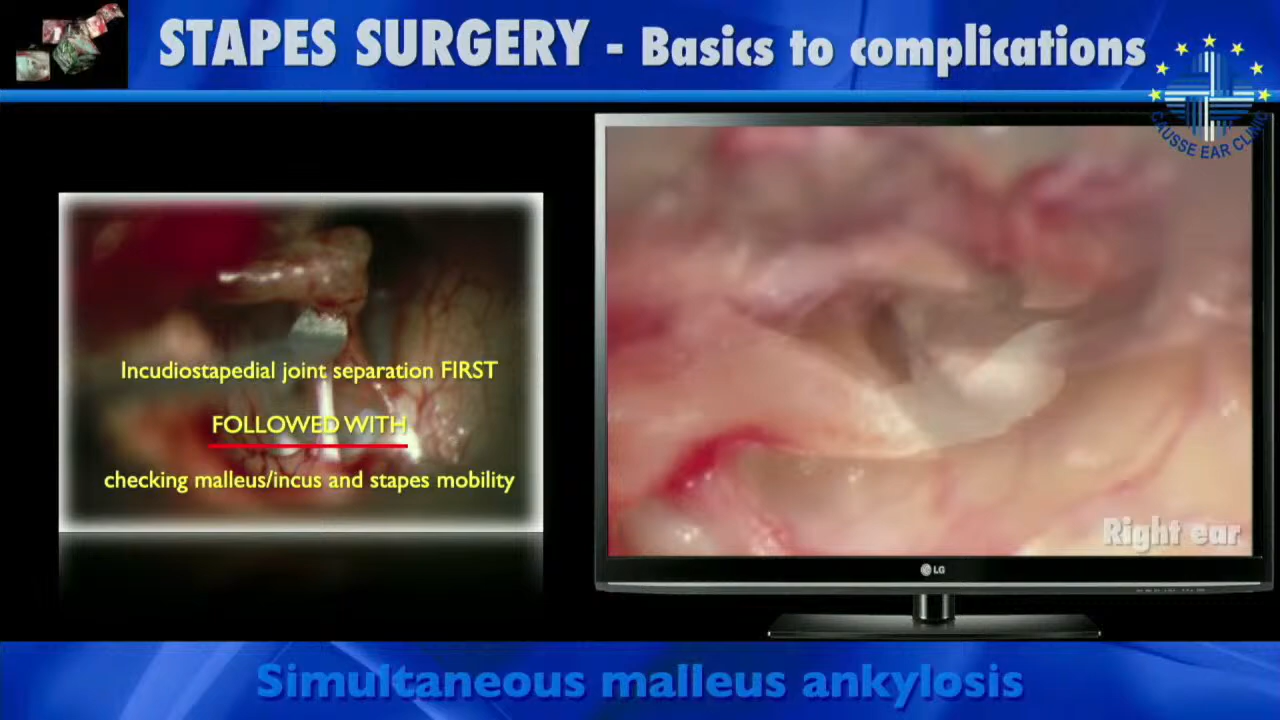 STAPES SURGERY - Basics to complications
CAUSSE EAR CLINIC
Incudiostapedial joint separation FIRST
FOLLOWED WITH
checking malleus/incus and stapes mobility
Right ear
LG
Simultaneous malleus ankylosis